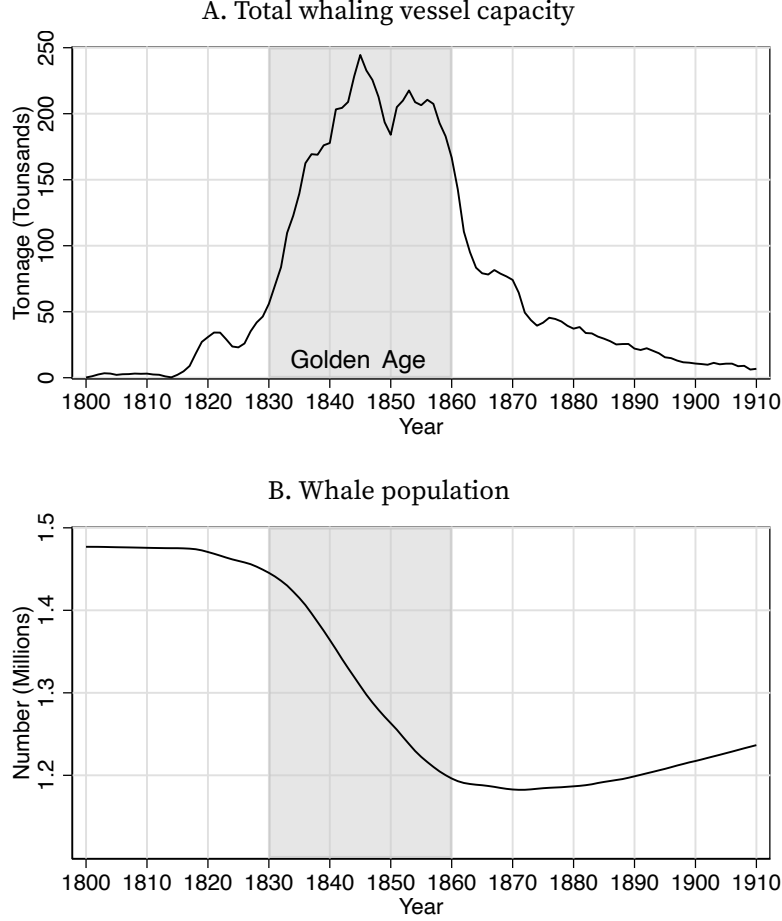 A. Total whaling vessel capacity
250
200
150
100
50
0
Tonnage (Tounsands)
Golden Age
1800 1810 1820 1830 1840 1850 1860 1870 1880 1890 1900 1910
Year
B. Whale population
1.5
1.4
1.3
1.2
Number (Millions)
1800 1810 1820 1830 1840 1850 1860 1870 1880 1890 1900 1910
Year